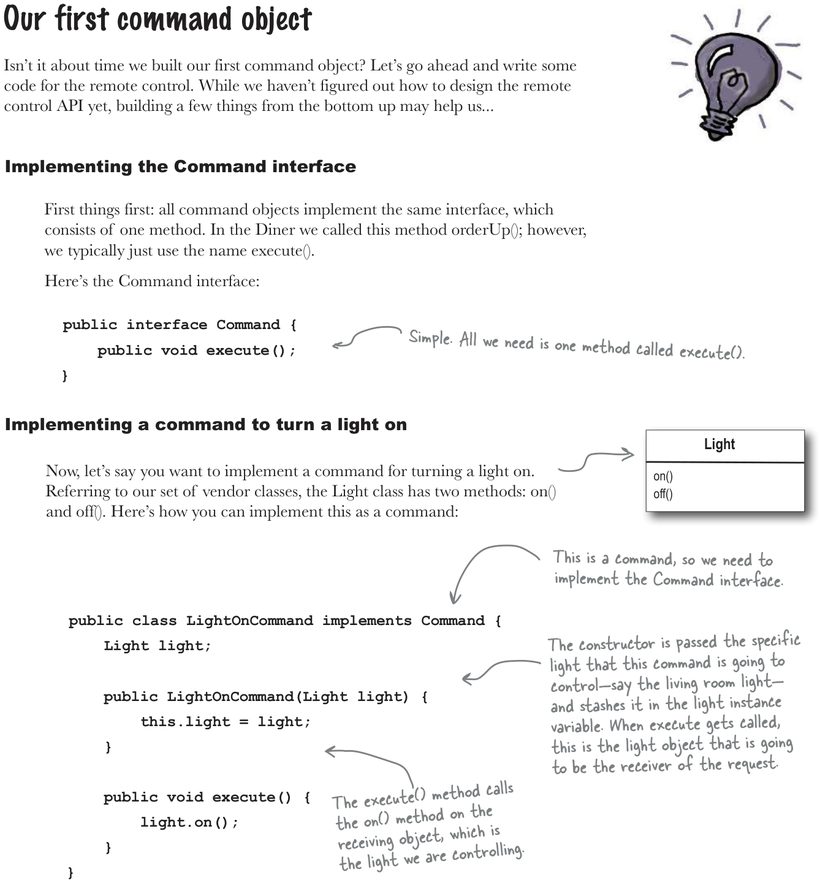 Our first command object
Isn't it about time we built our first command object? Let's go ahead and write some
code for the remote control. While we haven't figured out how to design the remote
control API yet, building a few things from the bottom up may help us...
Implementing the Command interface
First things first: all command objects implement the same interface, which
consists of one method. In the Diner we called this method orderUp(); however,
we typically just use the name execute().
Here's the Command interface:
public interface Command {
public void execute();
}
Simple. All we need is one method called execute().
Implementing a command to turn a light on
Now, let's say you want to implement a command for turning a light on.
Referring to our set of vendor classes, the Light class has two methods: on()
and off(). Here's how you can implement this as a command:
Light
on()
off()
This is a command, so we need to
implement the Command interface.
public class LightOnCommand implements Command {
Light light;
public LightOnCommand(Light light) {
this.light = light;
}
The constructor is passed the specific
light that this command is going to
control—say the living room light—
and stashes it in the light instance
variable. When execute gets called,
this is the light object that is going
to be the receiver of the request.
public void execute() {
light.on();
}
}
The execute() method calls
the on() method on the
receiving object, which is
the light we are controlling.